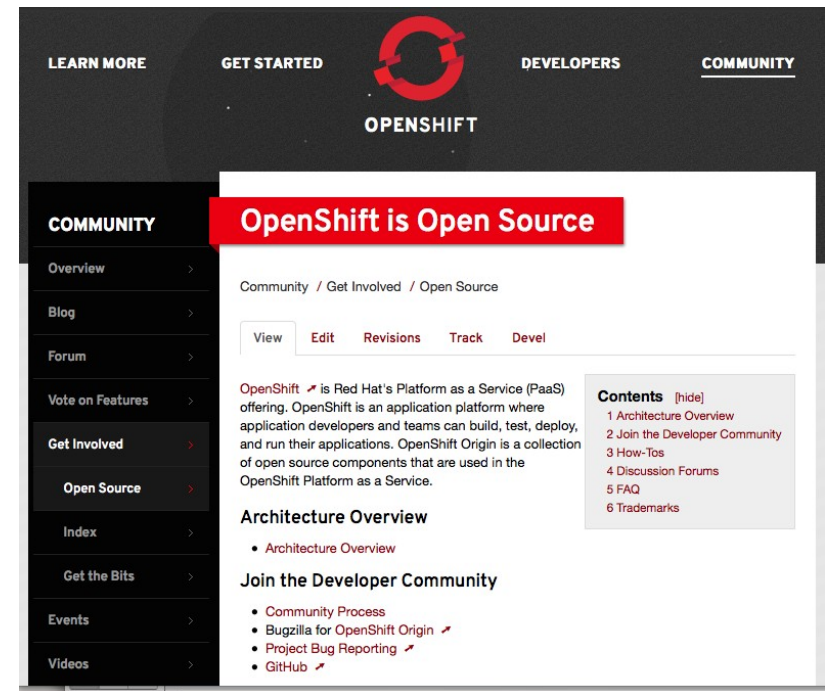 LEARN MORE
GET STARTED
OPENSHIFT
DEVELOPERS
COMMUNITY
COMMUNITY
Overview
Blog
Forum
Vote on Features
Get Involved
Open Source
Index
Get the Bits
Events
Videos
OpenShift is Open Source
Community / Get Involved / Open Source
View Edit Revisions Track Devel
OpenShift is Red Hat's Platform as a Service (PaaS)
offering. OpenShift is an application platform where
application developers and teams can build, test, deploy,
and run their applications. OpenShift Origin is a collection
of open source components that are used in the
OpenShift Platform as a Service.
Contents [hide]
1 Architecture Overview
2 Join the Developer Community
3 How-Tos
4 Discussion Forums
5 FAQ
6 Trademarks
Architecture Overview
• Architecture Overview
Join the Developer Community
• Community Process
• Bugzilla for OpenShift Origin
• Project Bug Reporting
• GitHub